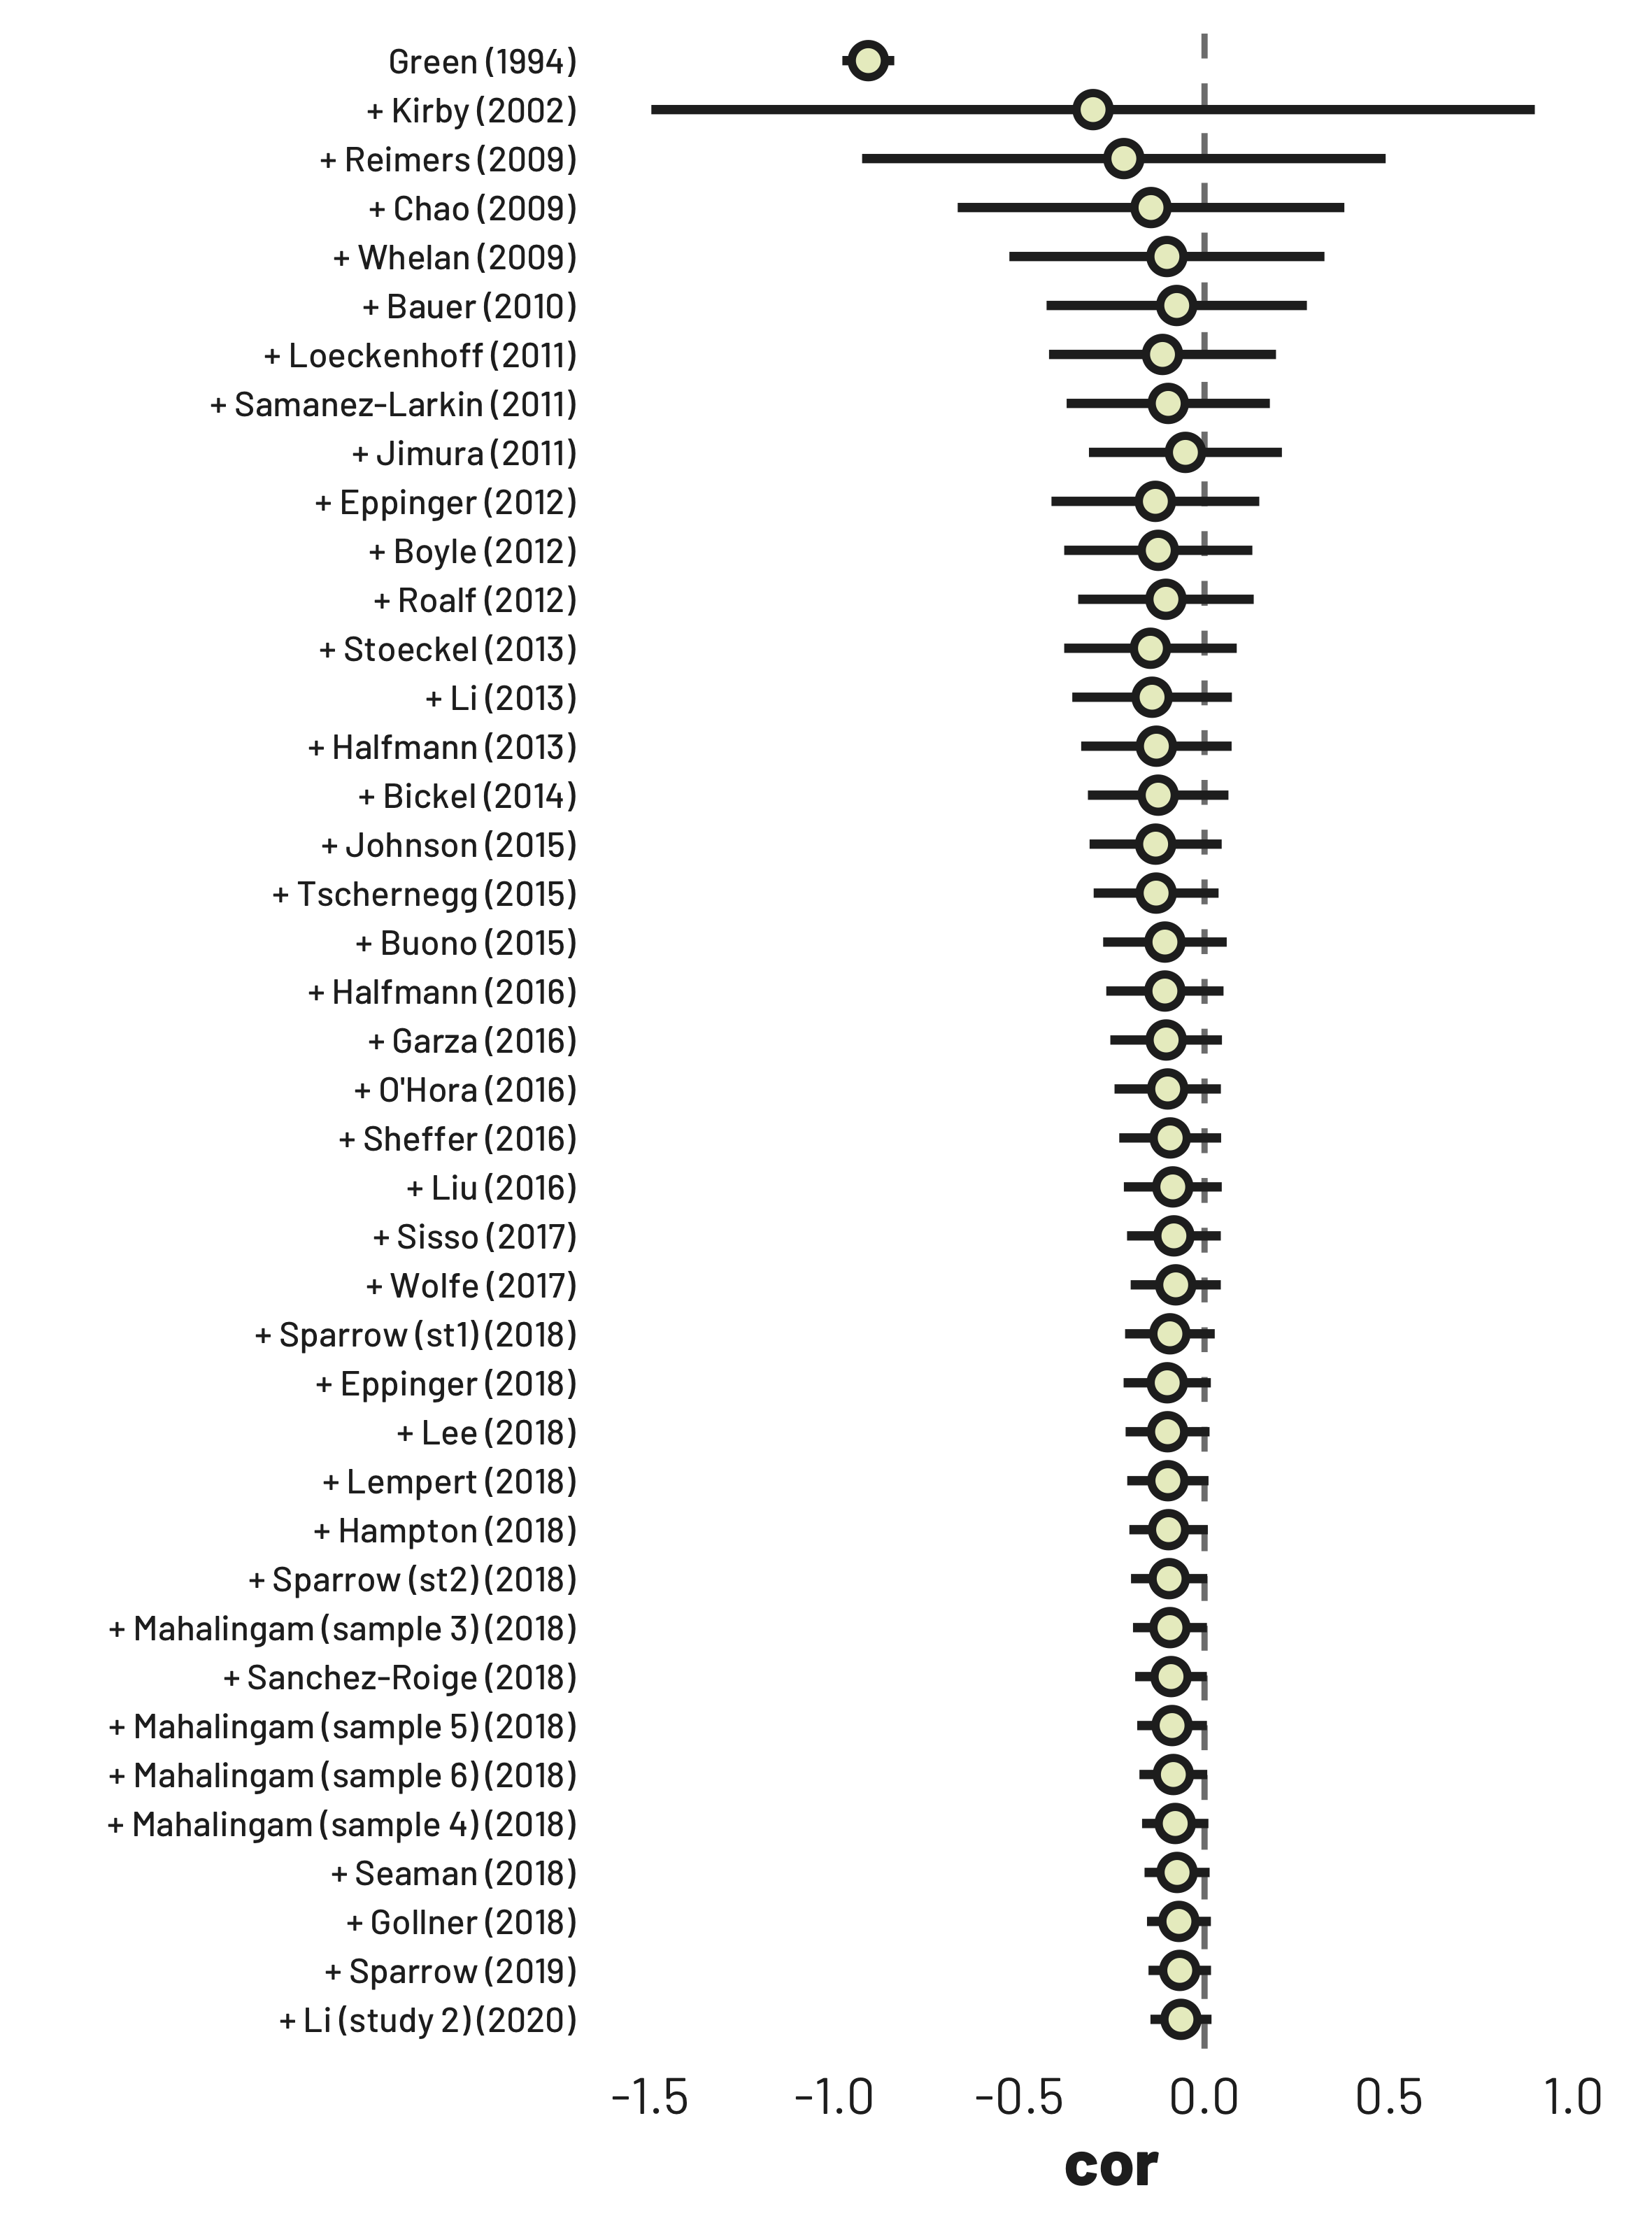 Green (1994)
+ Kirby (2002)
+ Reimers (2009)
+ Chao (2009)
+ Whelan (2009)
+ Bauer (2010)
+ Loeckenhoff (2011)
+ Samanez-Larkin (2011)
+ Jimura (2011)
+ Eppinger (2012)
+ Boyle (2012)
+ Roalf (2012)
+ Stoeckel (2013)
+ Li (2013)
+ Halfmann (2013)
+ Bickel (2014)
+ Johnson (2015)
+ Tschernegg (2015)
+ Buono (2015)
+ Halfmann (2016)
+ Garza (2016)
+ O'Hora (2016)
+ Sheffer (2016)
+ Liu (2016)
+ Sisso (2017)
+ Wolfe (2017)
+ Sparrow (st1) (2018)
+ Eppinger (2018)
+ Lee (2018)
+ Lempert (2018)
+ Hampton (2018)
+ Sparrow (st2) (2018)
+ Mahalingam (sample 3) (2018)
+ Sanchez-Roige (2018)
+ Mahalingam (sample 5) (2018)
+ Mahalingam (sample 6) (2018)
+ Mahalingam (sample 4) (2018)
+ Seaman (2018)
+ Gollner (2018)
+ Sparrow (2019)
+ Li (study 2) (2020)
-1.5 -1.0 -0.5 0.0 0.5 1.0
cor